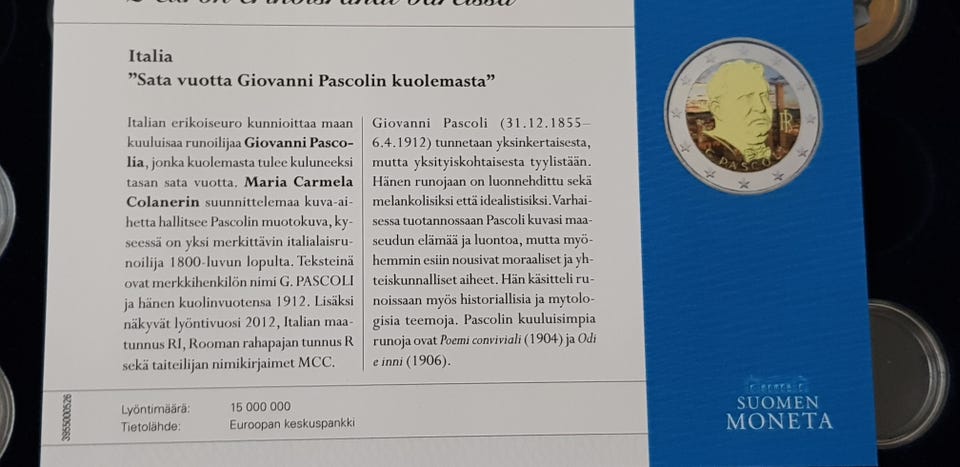 2 euron erikoisrahat väreissä
Italia
”Sata vuotta Giovanni Pascolin kuolemasta”
Italian erikoiseuro kunnioittaa maan
kuuluisaa runoilijaa Giovanni Pasco-
lia, jonka kuolemasta tulee kuluneeksi
tasan sata vuotta. Maria Carmela
Colanerin suunnittelemaa kuva-ai-
hetta hallitsee Pascolin muotokuva, ky-
seessä on yksi merkittävin italialaisru-
noilija 1800-luvun lopulta. Teksteinä
ovat merkkihenkilön nimi G. PASCOLI
ja hänen kuolinvuotensa 1912. Lisäksi
näkyvät lyöntivuosi 2012, Italian maa-
tunnus RI, Rooman rahapajan tunnus R
sekä taiteilijan nimikirjaimet MCC.
Giovanni Pascoli (31.12.1855–
6.4.1912) tunnetaan yksinkertaisesta,
mutta yksityiskohtaisesta tyylistään.
Hänen runojaan on luonnehdittu sekä
melankolisiksi että idealistisiksi. Varhai-
sessa tuotannossaan Pascoli kuvasi maa-
seudun elämää ja luontoa, mutta myö-
hemmin esiin nousivat moraaliset ja yh-
teiskunnalliset aiheet. Hän käsitteli ru-
noissaan myös historiallisia ja mytolo-
gisia teemoja. Pascolin kuuluisimpia
runoja ovat Poemi conviviali (1904) ja Odi
e inni (1906).
Lyöntimäärä: 15 000 000
Tietolähde: Euroopan keskuspankki
3955000526
G. PASCOLI
SUOMEN
MONETA